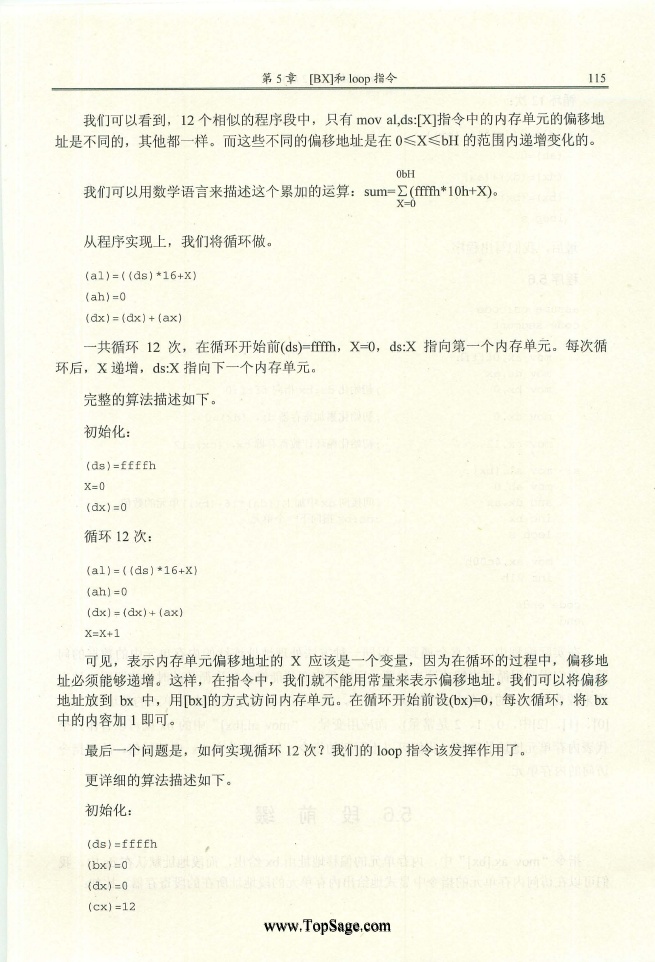 第 5 章 [BX]和 loop 指令 115
我们可以看到，12 个相似的程序段中，只有 mov al,ds:[X]指令中的内存单元的偏移地
址是不同的，其他都一样。而这些不同的偏移地址是在 0≤X≤bH 的范围内递增变化的。
0bH
我们可以用数学语言来描述这个累加的运算：sum=∑(ffffh*10h+X)。
X=0
从程序实现上，我们将循环做。
(al)=((ds)*16+X)
(ah)=0
(dx)=(dx)+(ax)
一共循环 12 次，在循环开始前(ds)=ffffh，X=0，ds:X 指向第一个内存单元。每次循
环后，X 递增，ds:X 指向下一个内存单元。
完整的算法描述如下。
初始化：
(ds)=ffffh
X=0
(dx)=0
循环 12 次：
(al)=((ds)*16+X)
(ah)=0
(dx)=(dx)+(ax)
X=X+1
可见，表示内存单元偏移地址的 X 应该是一个变量，因为在循环的过程中，偏移地
址必须能够递增。这样，在指令中，我们就不能用常量来表示偏移地址。我们可以将偏移
地址放到 bx 中，用[bx]的方式访问内存单元。在循环开始前设(bx)=0，每次循环，将 bx
中的内容加 1 即可。
最后一个问题是，如何实现循环 12 次？我们的 loop 指令该发挥作用了。
更详细的算法描述如下。
初始化：
(ds)=ffffh
(bx)=0
(dx)=0
(cx)=12
www.TopSage.com